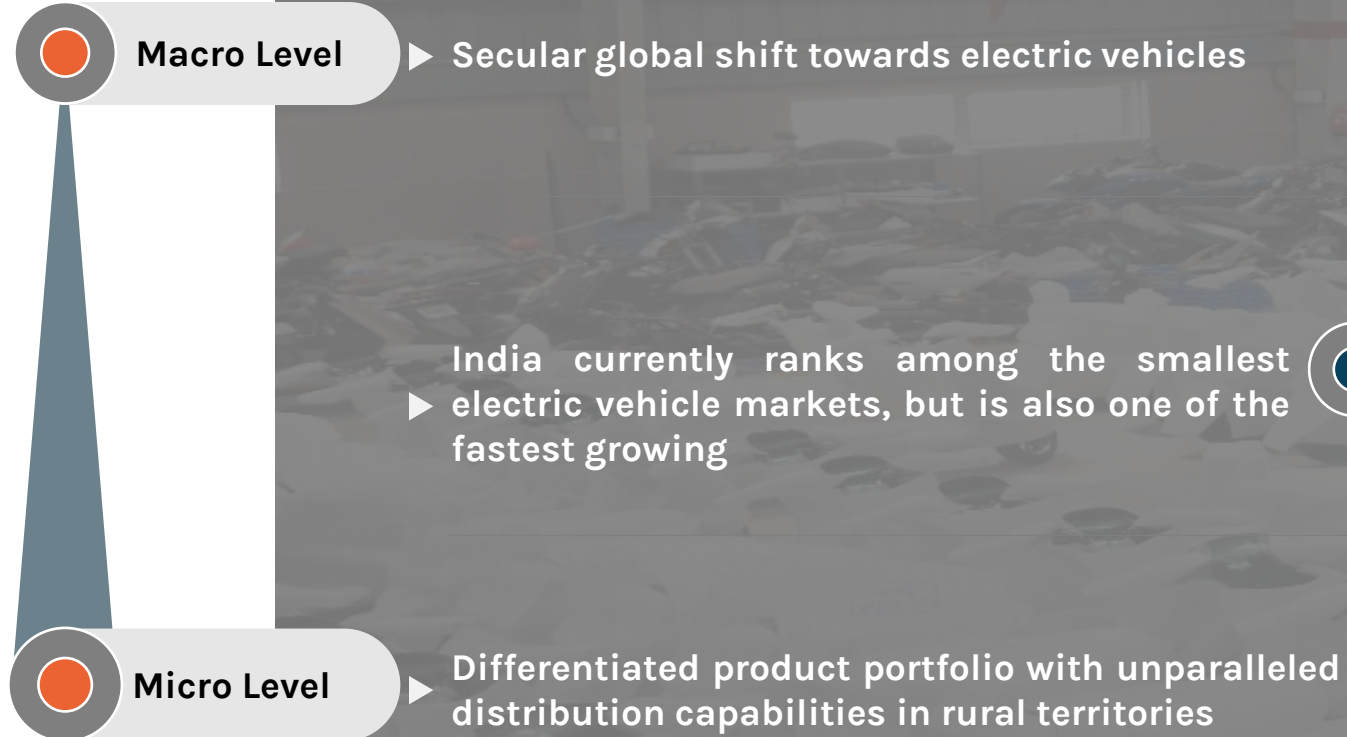 Macro Level
Secular global shift towards electric vehicles
India currently ranks among the smallest
electric vehicle markets, but is also one of the
fastest growing
Micro Level
Differentiated product portfolio with unparalleled
distribution capabilities in rural territories